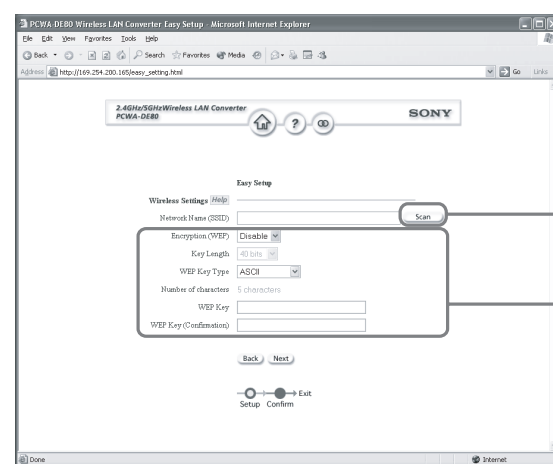 PCWA-DE80 Wireless LAN Converter Easy Setup - Microsoft Internet Explorer
File Edit View Favorites Tools Help
Back Search Favorites Media
Address http://169.254.200.165/easy_setting.html Go Links
2.4GHz/5GHzWireless LAN Converter
PCWA-DE80
? SONY
Easy Setup
Wireless Settings Help
Network Name (SSID) Scan
Encryption (WEP) Disable
Key Length 40 bits
WEP Key Type ASCII
Number of characters 5 characters
WEP Key
WEP Key (Confirmation)
Back Next
Exit
Setup Confirm
Done Internet